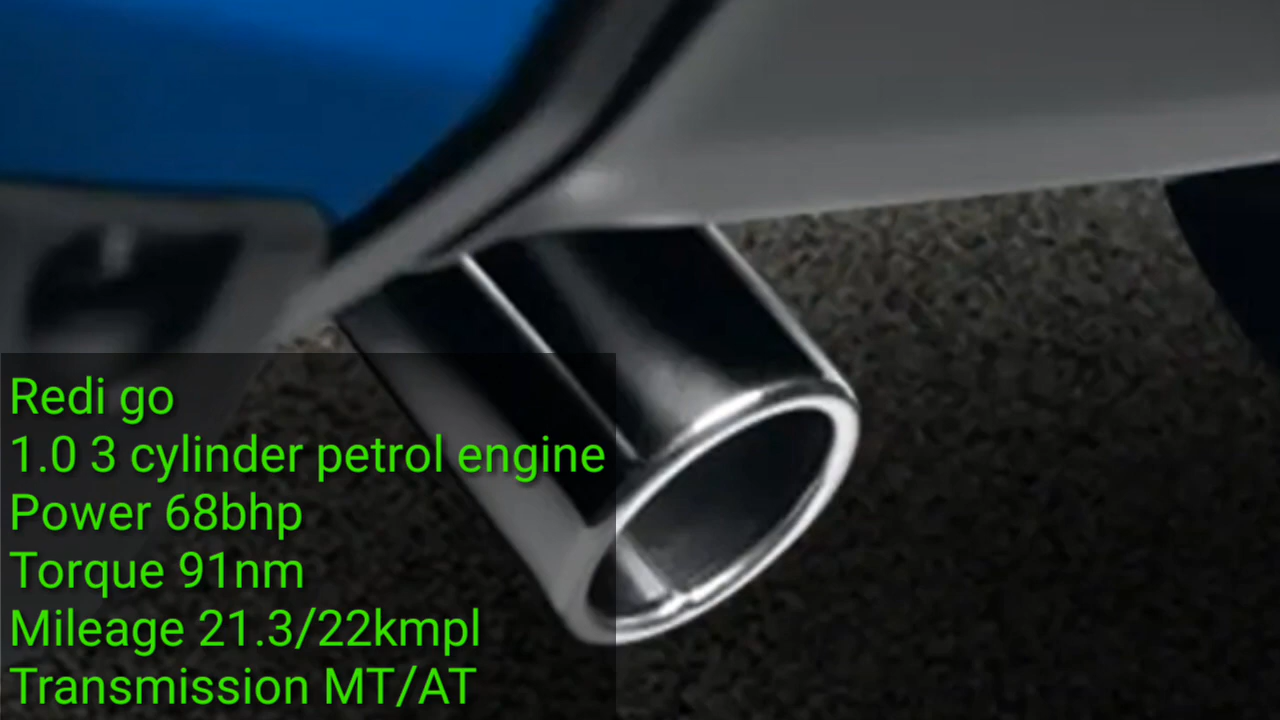 Redi go
1.0 3 cylinder petrol engine
Power 68bhp
Torque 91nm
Mileage 21.3/22kmpl
Transmission MT/AT